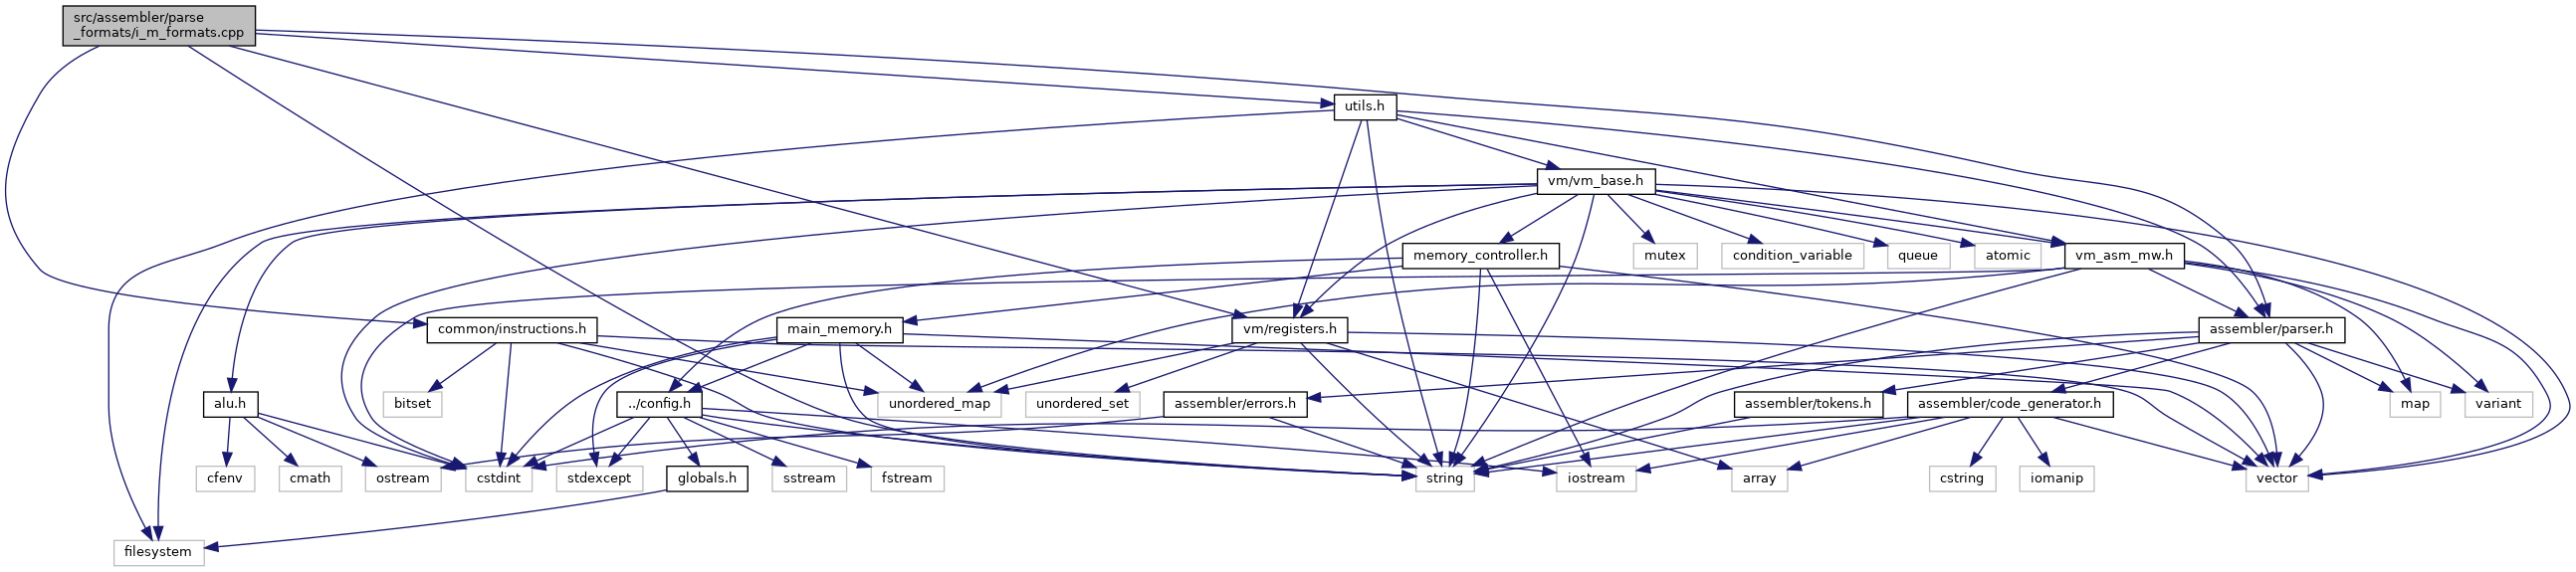 src/assembler/parse
_formats/i_m_formats.cpp
utils.h
vm/vm_base.h
memory_controller.h
mutex
condition_variable
queue
atomic
vm_asm_mw.h
common/instructions.h
main_memory.h
vm/registers.h
assembler/parser.h
alu.h
bitset
../config.h
unordered_map
unordered_set
assembler/errors.h
assembler/tokens.h
assembler/code_generator.h
map
variant
cfenv
cmath
ostream
cstdint
stdexcept
globals.h
sstream
fstream
string
iostream
array
cstring
iomanip
vector
filesystem